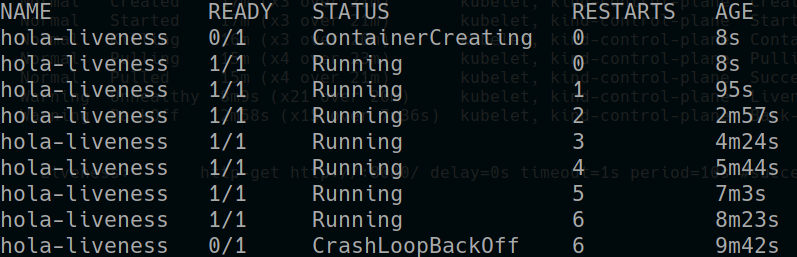 NAME READY STATUS RESTARTS AGE
hola-liveness 0/1 ContainerCreating 0 8s
hola-liveness 1/1 Running 0 8s
hola-liveness 1/1 Running 1 95s
hola-liveness 1/1 Running 2 2m57s
hola-liveness 1/1 Running 3 4m24s
hola-liveness 1/1 Running 4 5m44s
hola-liveness 1/1 Running 5 7m3s
hola-liveness 1/1 Running 6 8m23s
hola-liveness 0/1 CrashLoopBackOff 6 9m42s